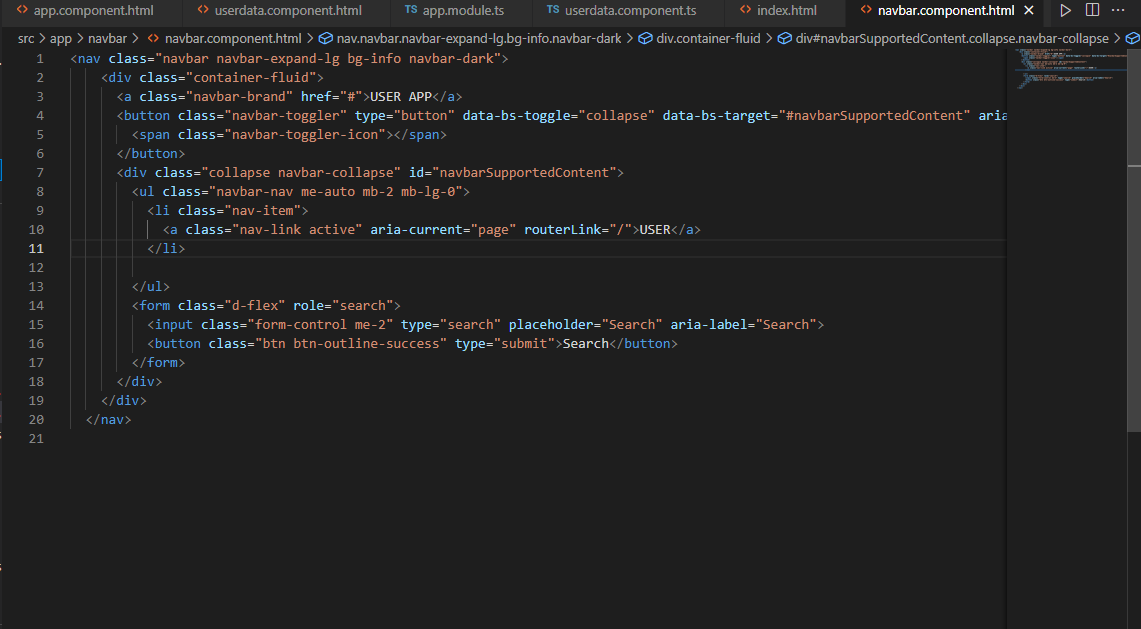 app.component.html userdata.component.html TS app.module.ts TS userdata.component.ts index.html navbar.component.html
src > app > navbar > navbar.component.html > nav.navbar.navbar-expand-lg.bg-info.navbar-dark > div.container-fluid > div#navbarSupportedContent.collapse.navbar-collapse >
1 <nav class="navbar navbar-expand-lg bg-info navbar-dark">
2 <div class="container-fluid">
3 <a class="navbar-brand" href="#">USER APP</a>
4 <button class="navbar-toggler" type="button" data-bs-toggle="collapse" data-bs-target="#navbarSupportedContent" aria
5 <span class="navbar-toggler-icon"></span>
6 </button>
7 <div class="collapse navbar-collapse" id="navbarSupportedContent">
8 <ul class="navbar-nav me-auto mb-2 mb-lg-0">
9 <li class="nav-item">
10 <a class="nav-link active" aria-current="page" routerLink="/">USER</a>
11 </li>
12
13 </ul>
14 <form class="d-flex" role="search">
15 <input class="form-control me-2" type="search" placeholder="Search" aria-label="Search">
16 <button class="btn btn-outline-success" type="submit">Search</button>
17 </form>
18 </div>
19 </div>
20 </nav>
21